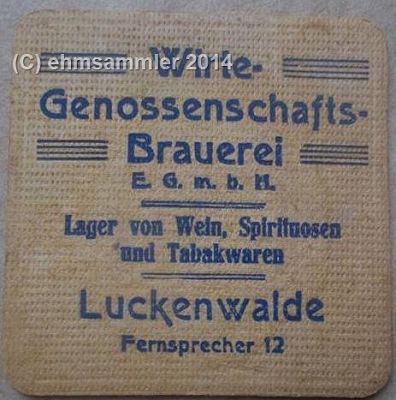 (C) ehmsammler 2014
Wirte-
Genossenschafts-
Brauerei
E. G. m. b. H.
Lager von Wein, Spirituosen
und Tabakwaren
Luckenwalde
Fernsprecher 12